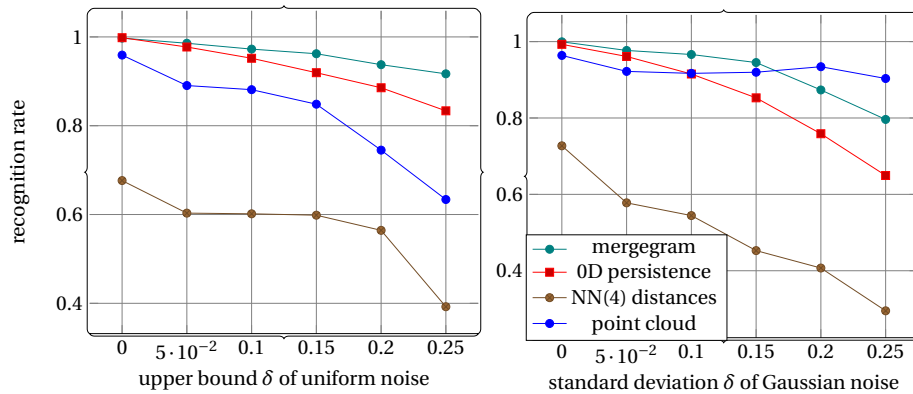 recognition rate
1
0.8
0.6
0.4
0
5 · 10⁻²
0.1
0.15
0.2
0.25
upper bound δ of uniform noise
1
0.8
0.6
0.4
mergegram
0D persistence
NN(4) distances
point cloud
0
5 · 10⁻²
0.1
0.15
0.2
0.25
standard deviation δ of Gaussian noise